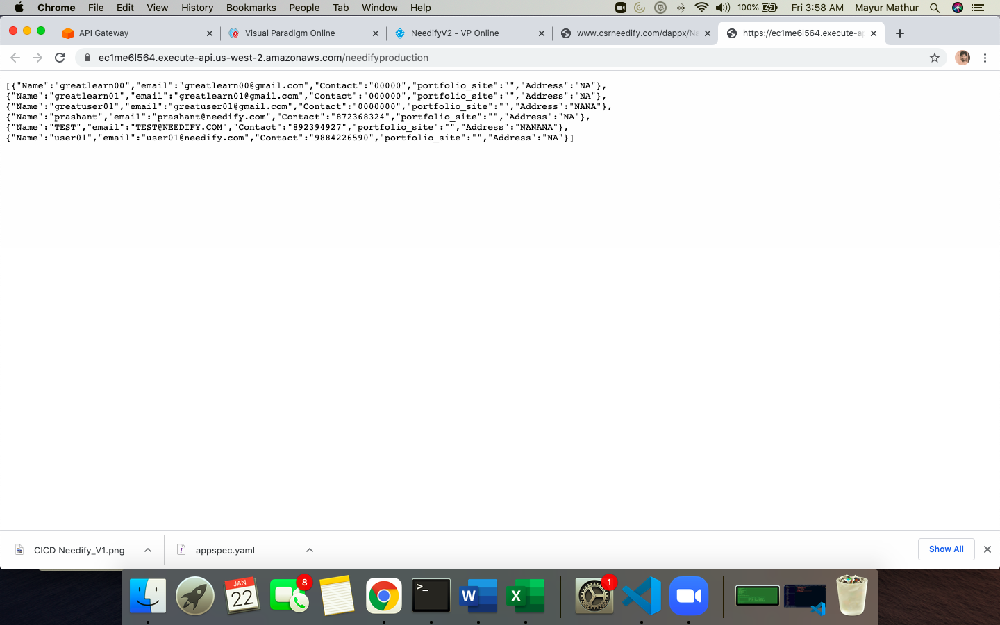 Chrome File Edit View History Bookmarks People Tab Window Help 100% Fri 3:58 AM Mayur Mathur
API Gateway
Visual Paradigm Online
NeedifyV2 - VP Online
www.csrneedify.com/dappx/Na
https://ec1me6l564.execute-ap
ec1me6l564.execute-api.us-west-2.amazonaws.com/needifyproduction
[{"Name":"greatlearn00","email":"greatlearn00@gmail.com","Contact":"00000","portfolio_site":"","Address":"NA"},
{"Name":"greatlearn01","email":"greatlearn01@gmail.com","Contact":"000000","portfolio_site":"","Address":"NA"},
{"Name":"greatuser01","email":"greatuser01@gmail.com","Contact":"0000000","portfolio_site":"","Address":"NANA"},
{"Name":"prashant","email":"prashant@needify.com","Contact":"872368324","portfolio_site":"","Address":"NA"},
{"Name":"TEST","email":"TEST@NEEDIFY.COM","Contact":"892394927","portfolio_site":"","Address":"NANANA"},
{"Name":"user01","email":"user01@needify.com","Contact":"9884226590","portfolio_site":"","Address":"NA"}]
CICD Needify_V1.png
appspec.yaml
Show All
JAN
22
8
>_
W
X
1